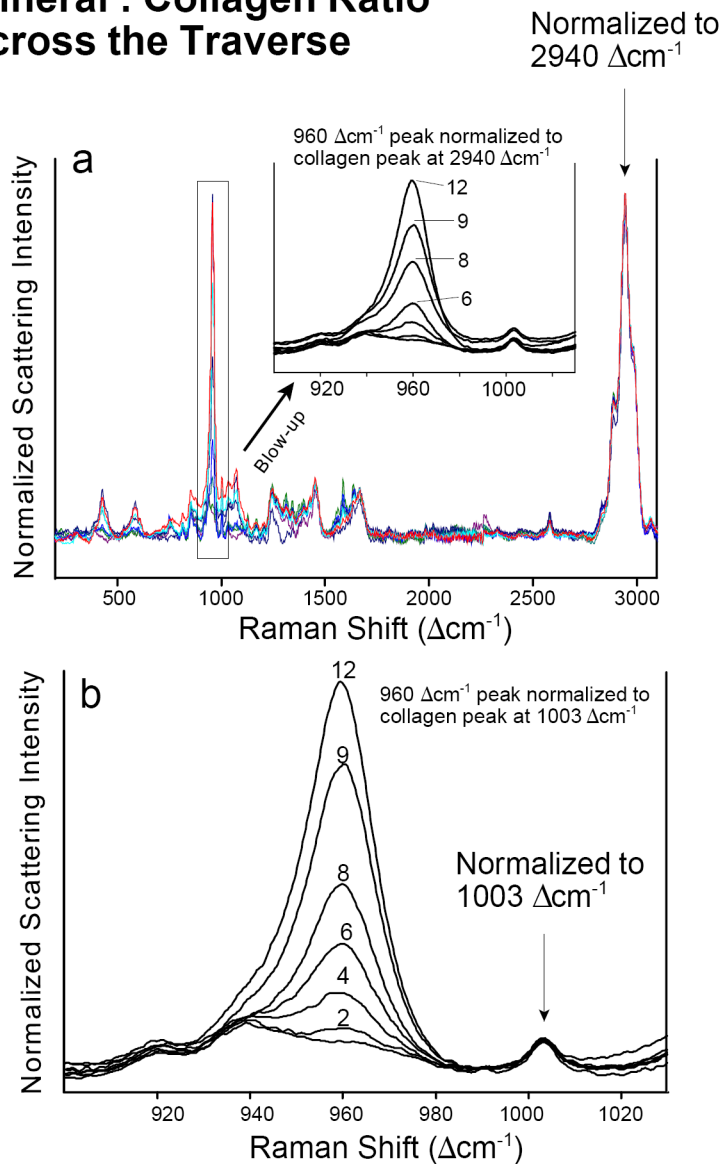 : Collagen Ratio
the Traverse
Normalized to
2940 Δcm⁻¹
a
960 Δcm⁻¹ peak normalized to
collagen peak at 2940 Δcm⁻¹
12
9
8
6
920 960 1000
Blow-up
Normalized Scattering Intensity
500 1000 1500 2000 2500 3000
Raman Shift (Δcm⁻¹)
b
960 Δcm⁻¹ peak normalized to
collagen peak at 1003 Δcm⁻¹
12
9
8
6
4
2
Normalized to
1003 Δcm⁻¹
Normalized Scattering Intensity
920 940 960 980 1000 1020
Raman Shift (Δcm⁻¹)